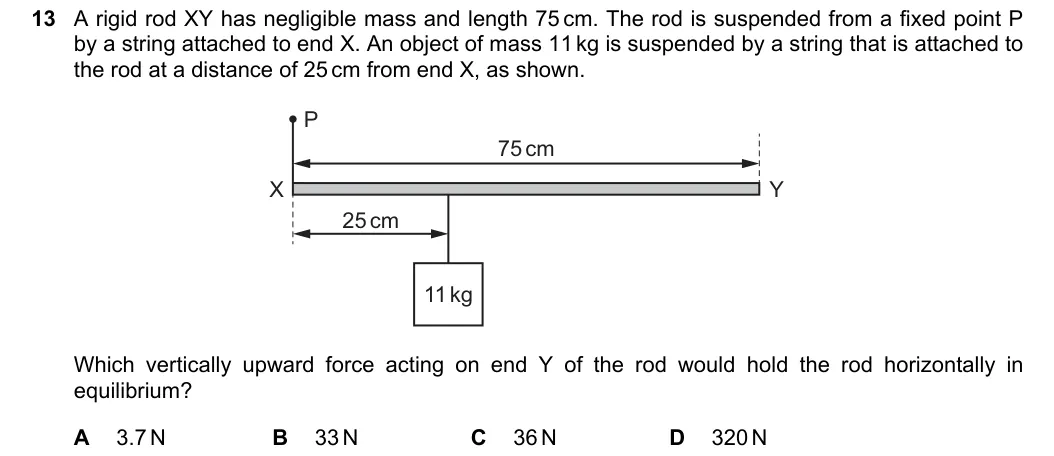 13 A rigid rod XY has negligible mass and length 75 cm. The rod is suspended from a fixed point P
by a string attached to end X. An object of mass 11 kg is suspended by a string that is attached to
the rod at a distance of 25 cm from end X, as shown.
P
75 cm
X
Y
25 cm
11 kg
Which vertically upward force acting on end Y of the rod would hold the rod horizontally in
equilibrium?
A 3.7 N B 33 N C 36 N D 320 N